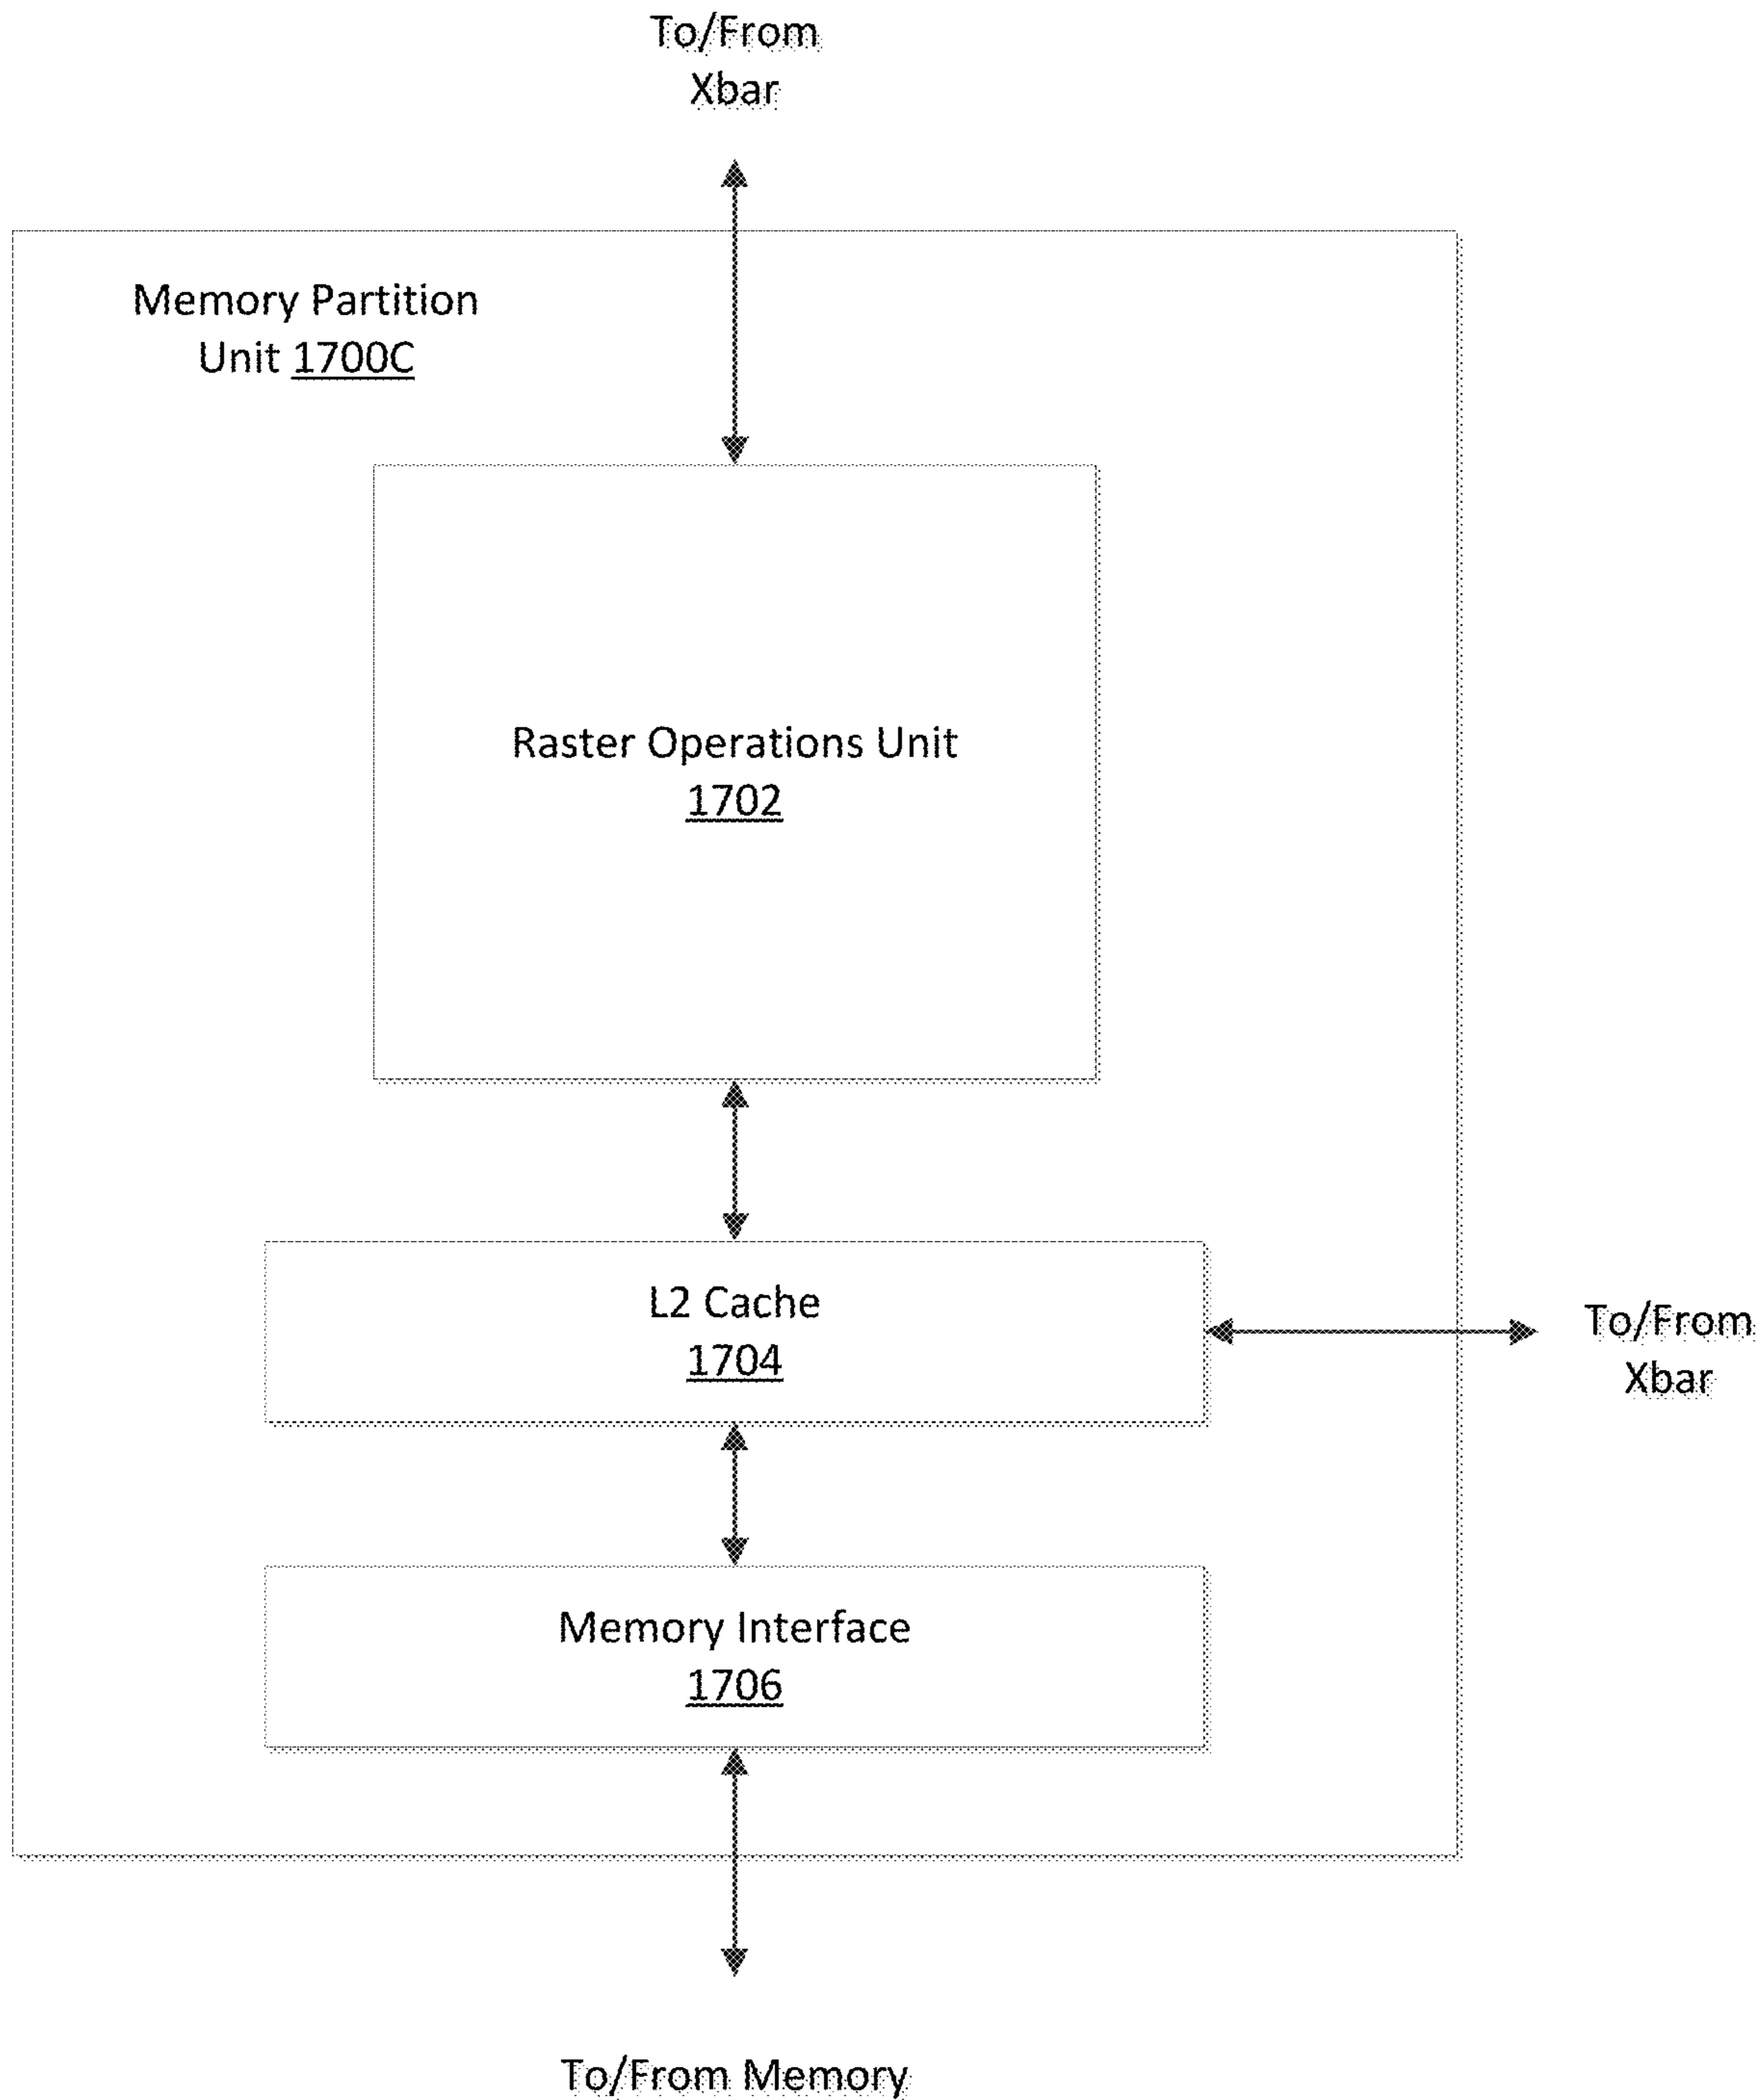 To/From
Xbar
Memory Partition
Unit 1700C
Raster Operations Unit
1702
L2 Cache
1704
To/From
Xbar
Memory Interface
1706
To/From Memory